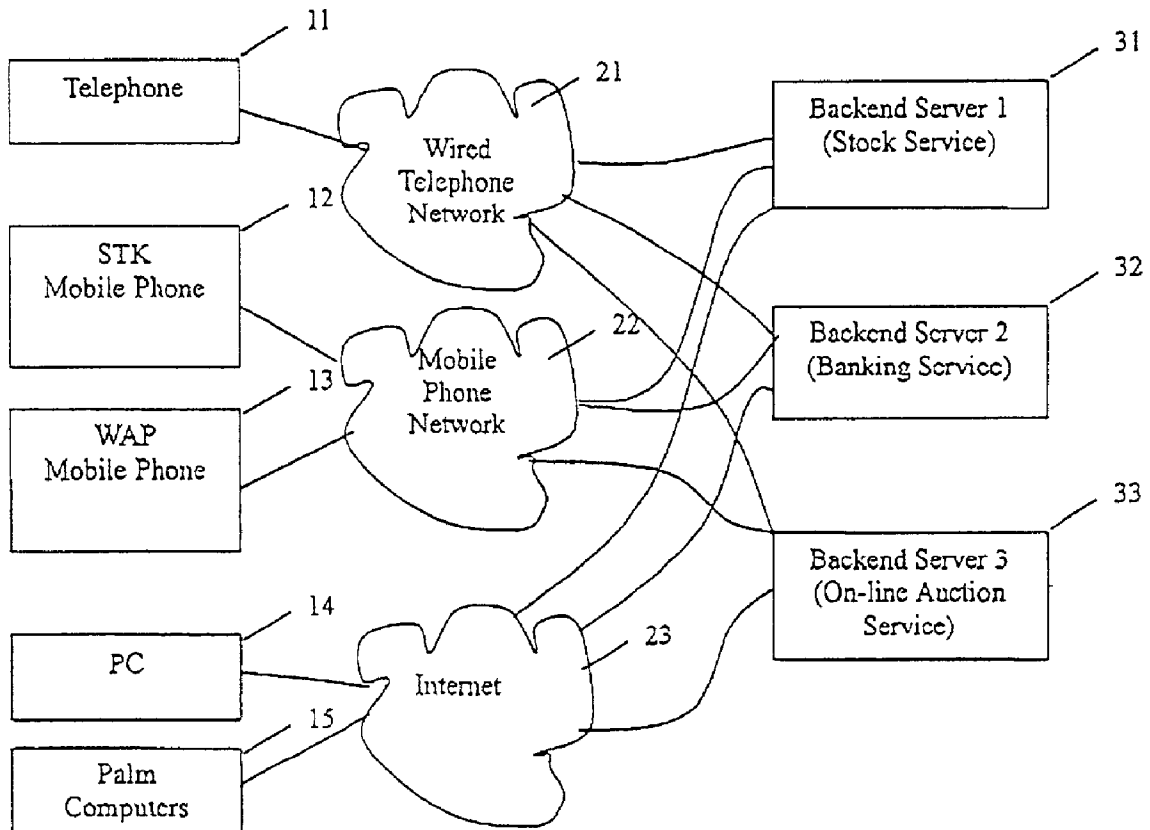 11
Telephone
21
Wired
Telephone
Network
31
Backend Server 1
(Stock Service)
12
STK
Mobile Phone
22
Mobile
Phone
Network
32
Backend Server 2
(Banking Service)
13
WAP
Mobile Phone
33
Backend Server 3
(On-line Auction
Service)
14
PC
23
Internet
15
Palm
Computers